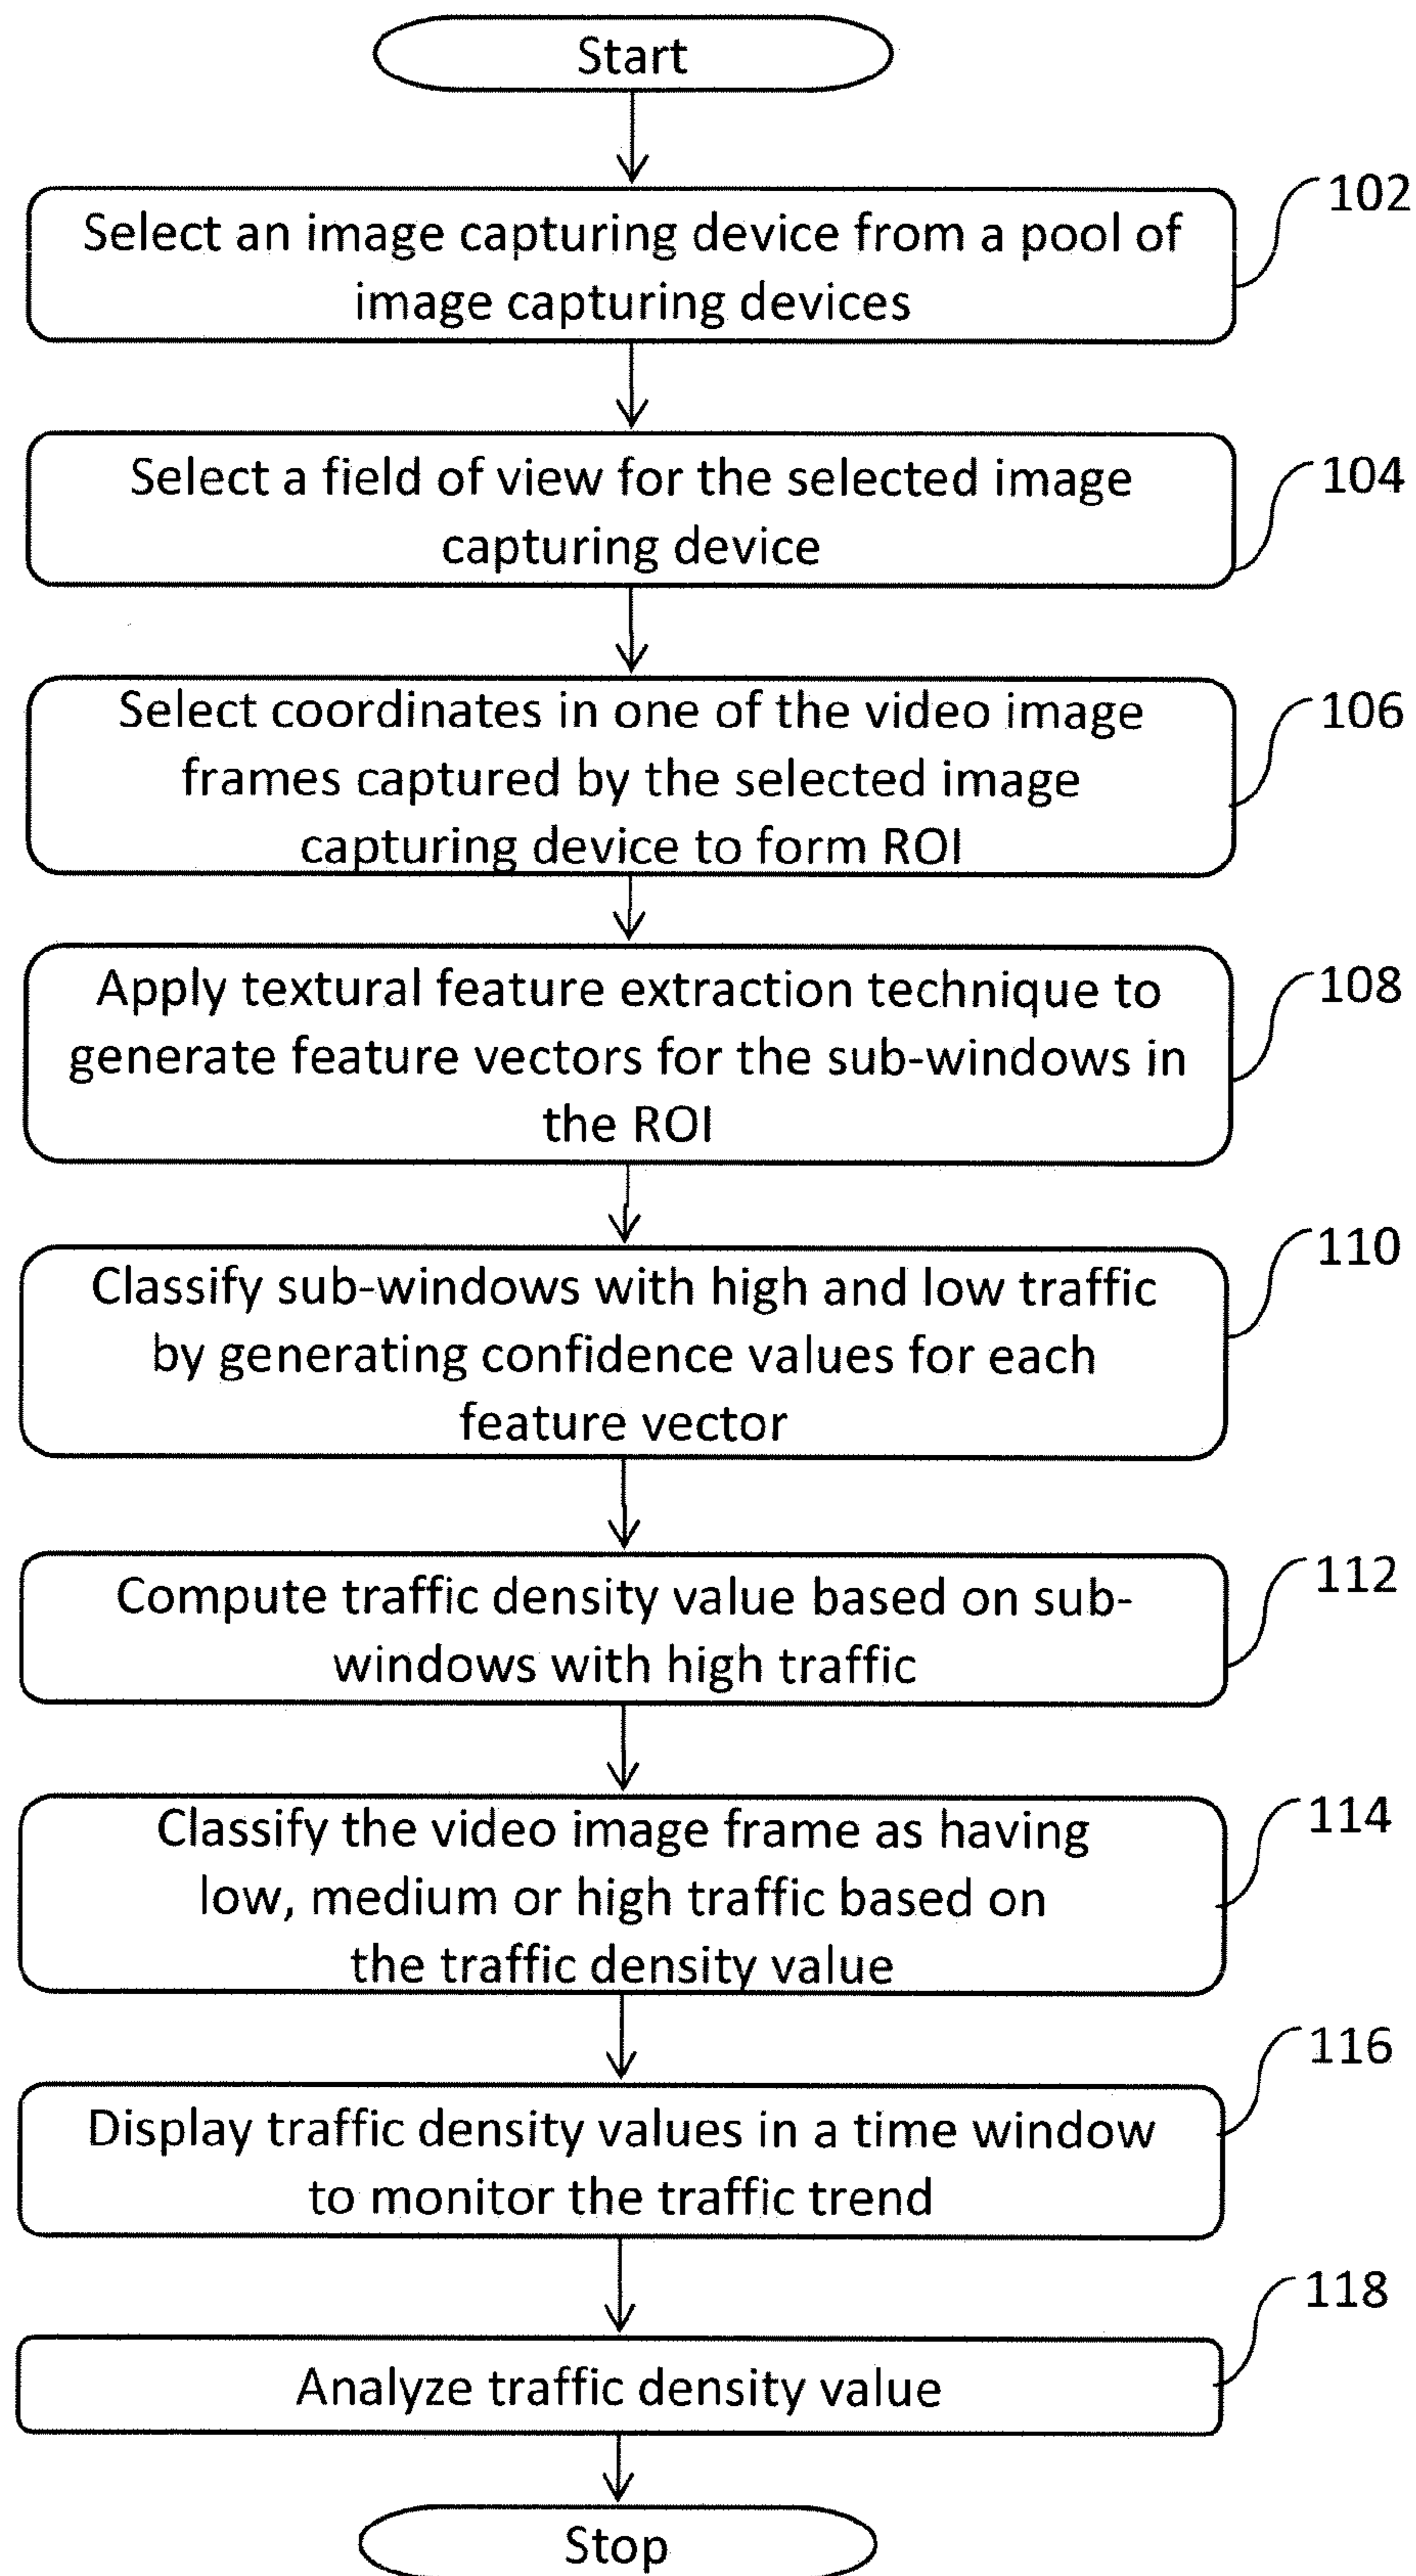 Start
102
Select an image capturing device from a pool of
image capturing devices
104
Select a field of view for the selected image
capturing device
106
Select coordinates in one of the video image
frames captured by the selected image
capturing device to form ROI
108
Apply textural feature extraction technique to
generate feature vectors for the sub-windows in
the ROI
110
Classify sub-windows with high and low traffic
by generating confidence values for each
feature vector
112
Compute traffic density value based on sub-
windows with high traffic
114
Classify the video image frame as having
low, medium or high traffic based on
the traffic density value
116
Display traffic density values in a time window
to monitor the traffic trend
118
Analyze traffic density value
Stop